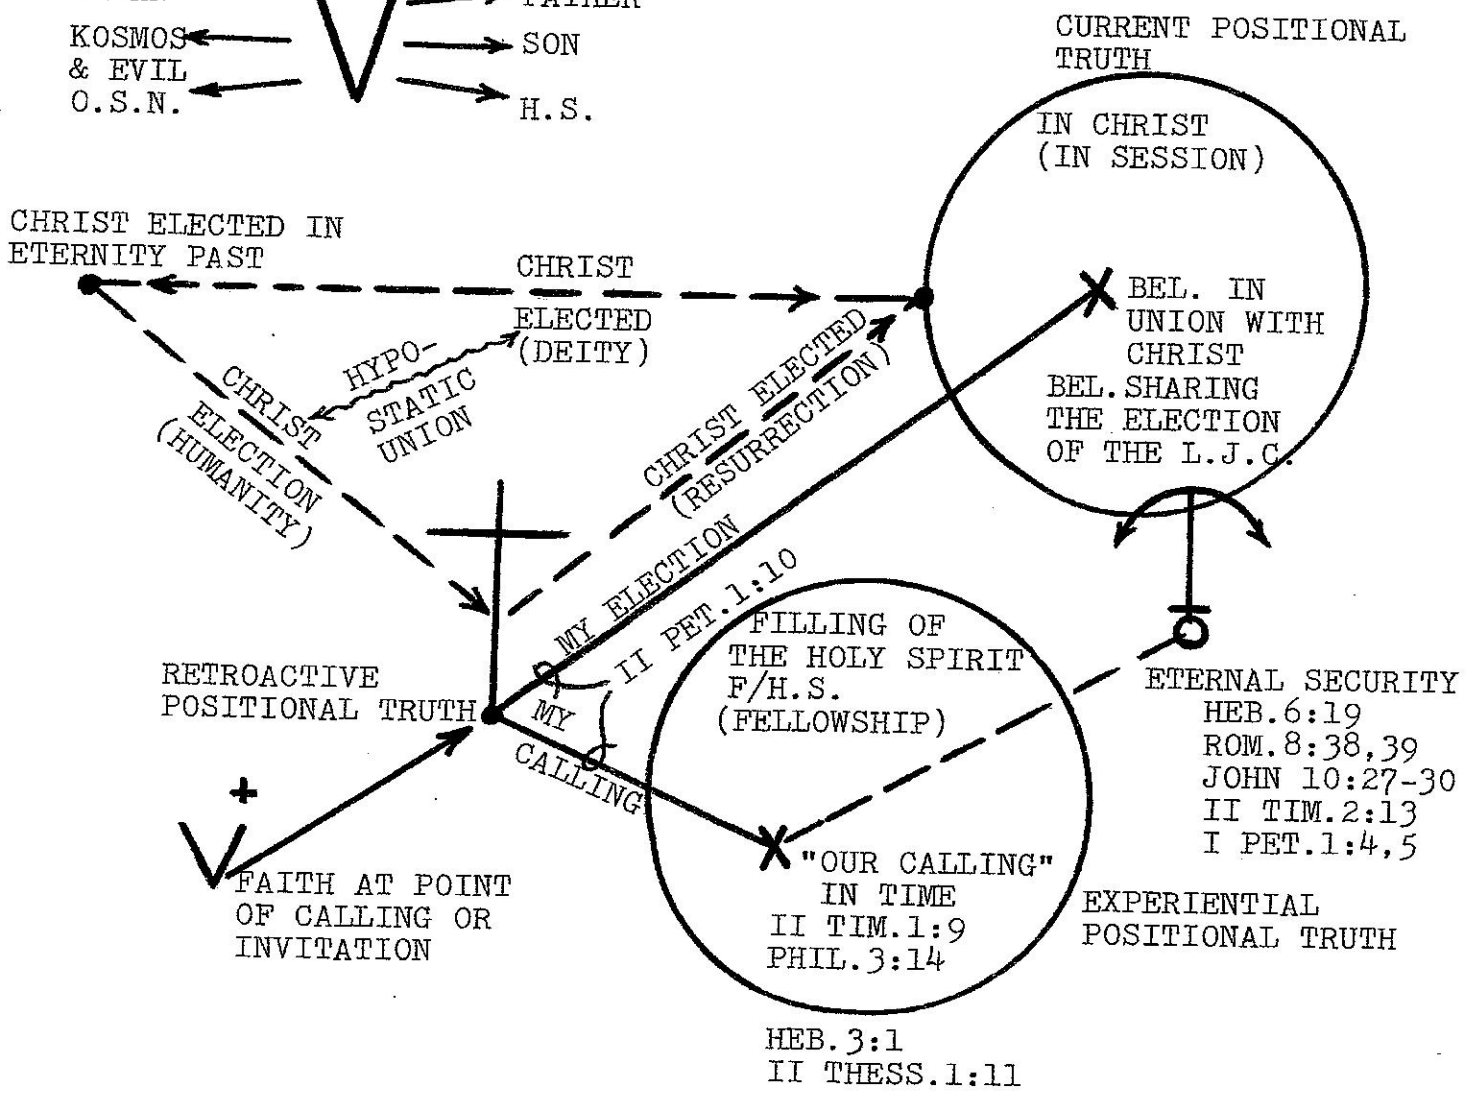 KOSMOS
& EVIL
O.S.N.
SON
H.S.
CURRENT POSITIONAL
TRUTH
IN CHRIST
(IN SESSION)
CHRIST ELECTED IN
ETERNITY PAST
CHRIST
ELECTED
(DEITY)
HYPO-
STATIC
UNION
CHRIST
ELECTION
(HUMANITY)
CHRIST ELECTED
(RESURRECTION)
BEL. IN
UNION WITH
CHRIST
BEL.SHARING
THE ELECTION
OF THE L.J.C.
MY ELECTION
II PET.1:10
MY
CALLING
RETROACTIVE
POSITIONAL TRUTH
FILLING OF
THE HOLY SPIRIT
F/H.S.
(FELLOWSHIP)
ETERNAL SECURITY
HEB.6:19
ROM.8:38,39
JOHN 10:27-30
II TIM.2:13
I PET.1:4,5
FAITH AT POINT
OF CALLING OR
INVITATION
"OUR CALLING"
IN TIME
II TIM.1:9
PHIL.3:14
EXPERIENTIAL
POSITIONAL TRUTH
HEB.3:1
II THESS.1:11